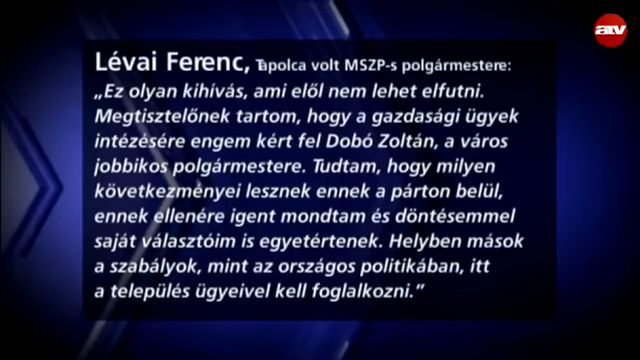 atv
Lévai Ferenc, Tapolca volt MSZP-s polgármestere:
„Ez olyan kihívás, ami elől nem lehet elfutni.
Megtisztelőnek tartom, hogy a gazdasági ügyek
intézésére engem kért fel Dobó Zoltán, a város
jobbikos polgármestere. Tudtam, hogy milyen
következményei lesznek ennek a párton belül,
ennek ellenére igent mondtam és döntésemmel
saját választóim is egyetértenek. Helyben mások
a szabályok, mint az országos politikában, itt
a település ügyeivel kell foglalkozni.”